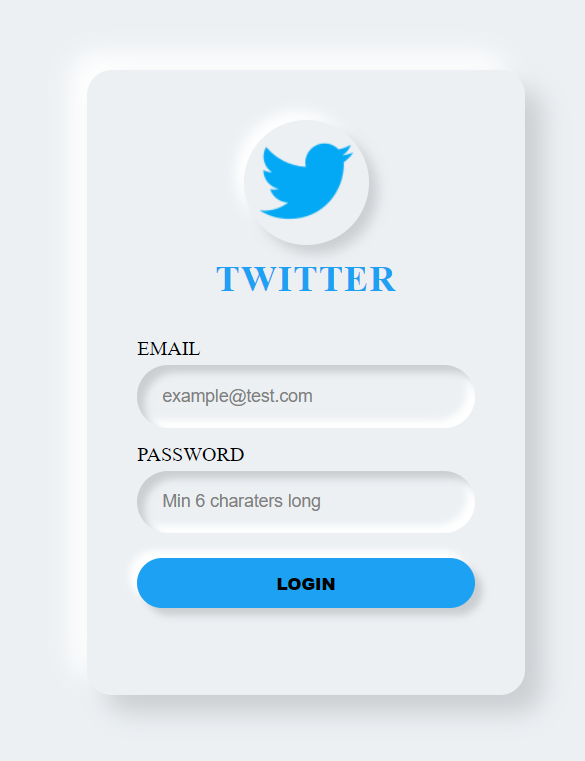 TWITTER
EMAIL
example@test.com
PASSWORD
Min 6 charaters long
LOGIN